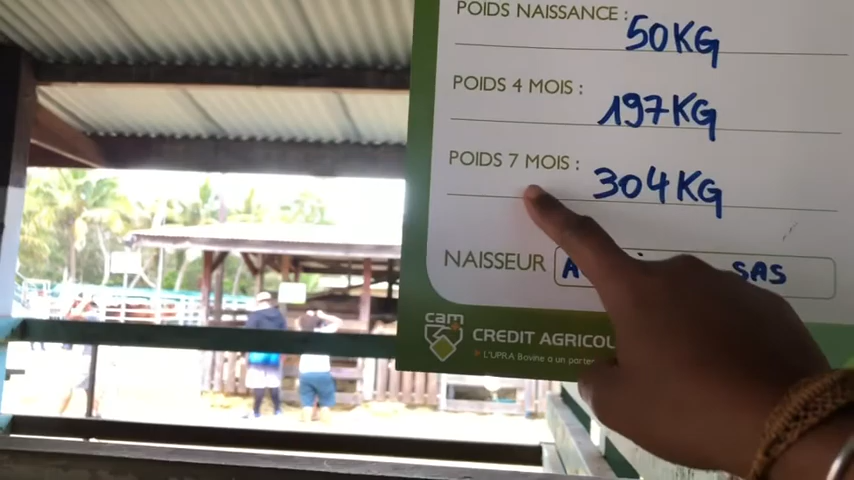 POIDS NAISSANCE : 50KG
POIDS 4 MOIS : 197KG
POIDS 7 MOIS : 304KG
NAISSEUR SAS
cam
CREDIT AGRICOL
L'UPRA Bovine a un